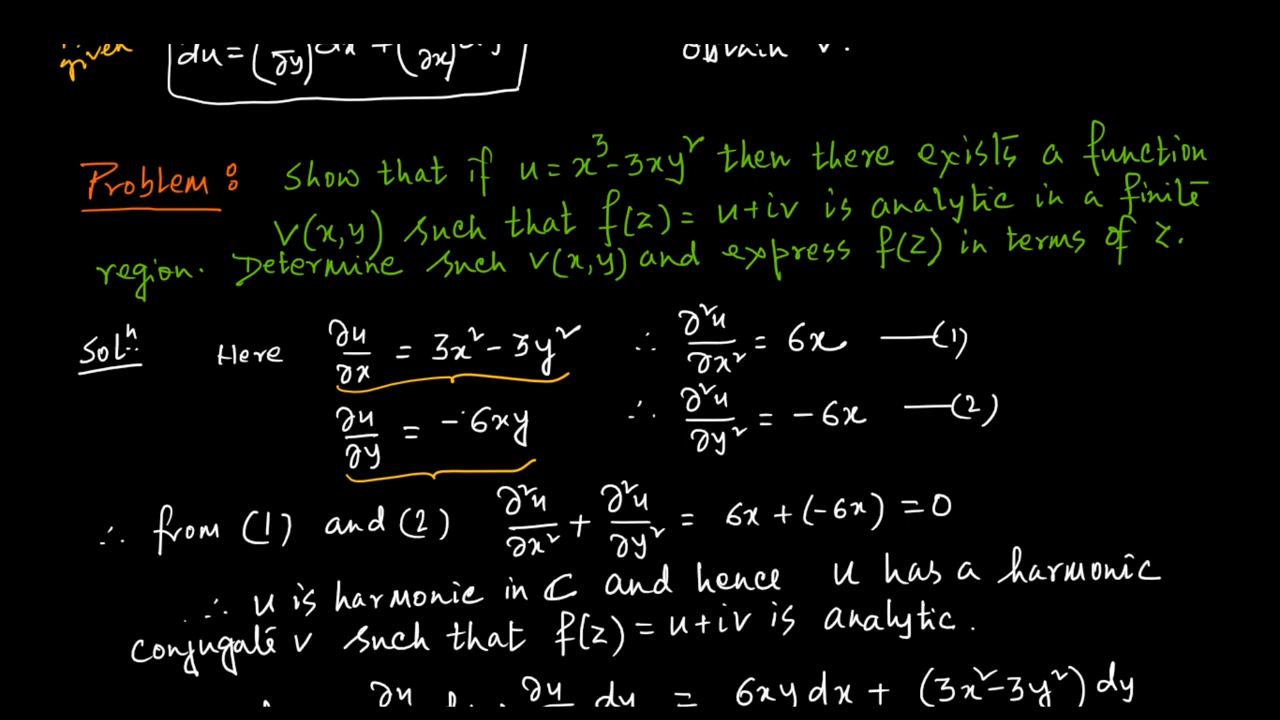 given du = (∂y) dx + (∂x)
Problem : Show that if u = x³ - 3xy² then there exists a function
v(x,y) such that f(z) = u+iv is analytic in a finite
region. Determine such v(x,y) and express f(z) in terms of z.
Solⁿ: Here ∂u/∂x = 3x² - 3y² ∴ ∂²u/∂x² = 6x —(1)
∂u/∂y = -6xy ∴ ∂²u/∂y² = -6x —(2)
∴ from (1) and (2) ∂²u/∂x² + ∂²u/∂y² = 6x + (-6x) = 0
∴ u is harmonic in C and hence u has a harmonic
conjugate v such that f(z) = u+iv is analytic.
∂u ∂u dy = 6xy dx + (3x² - 3y²) dy